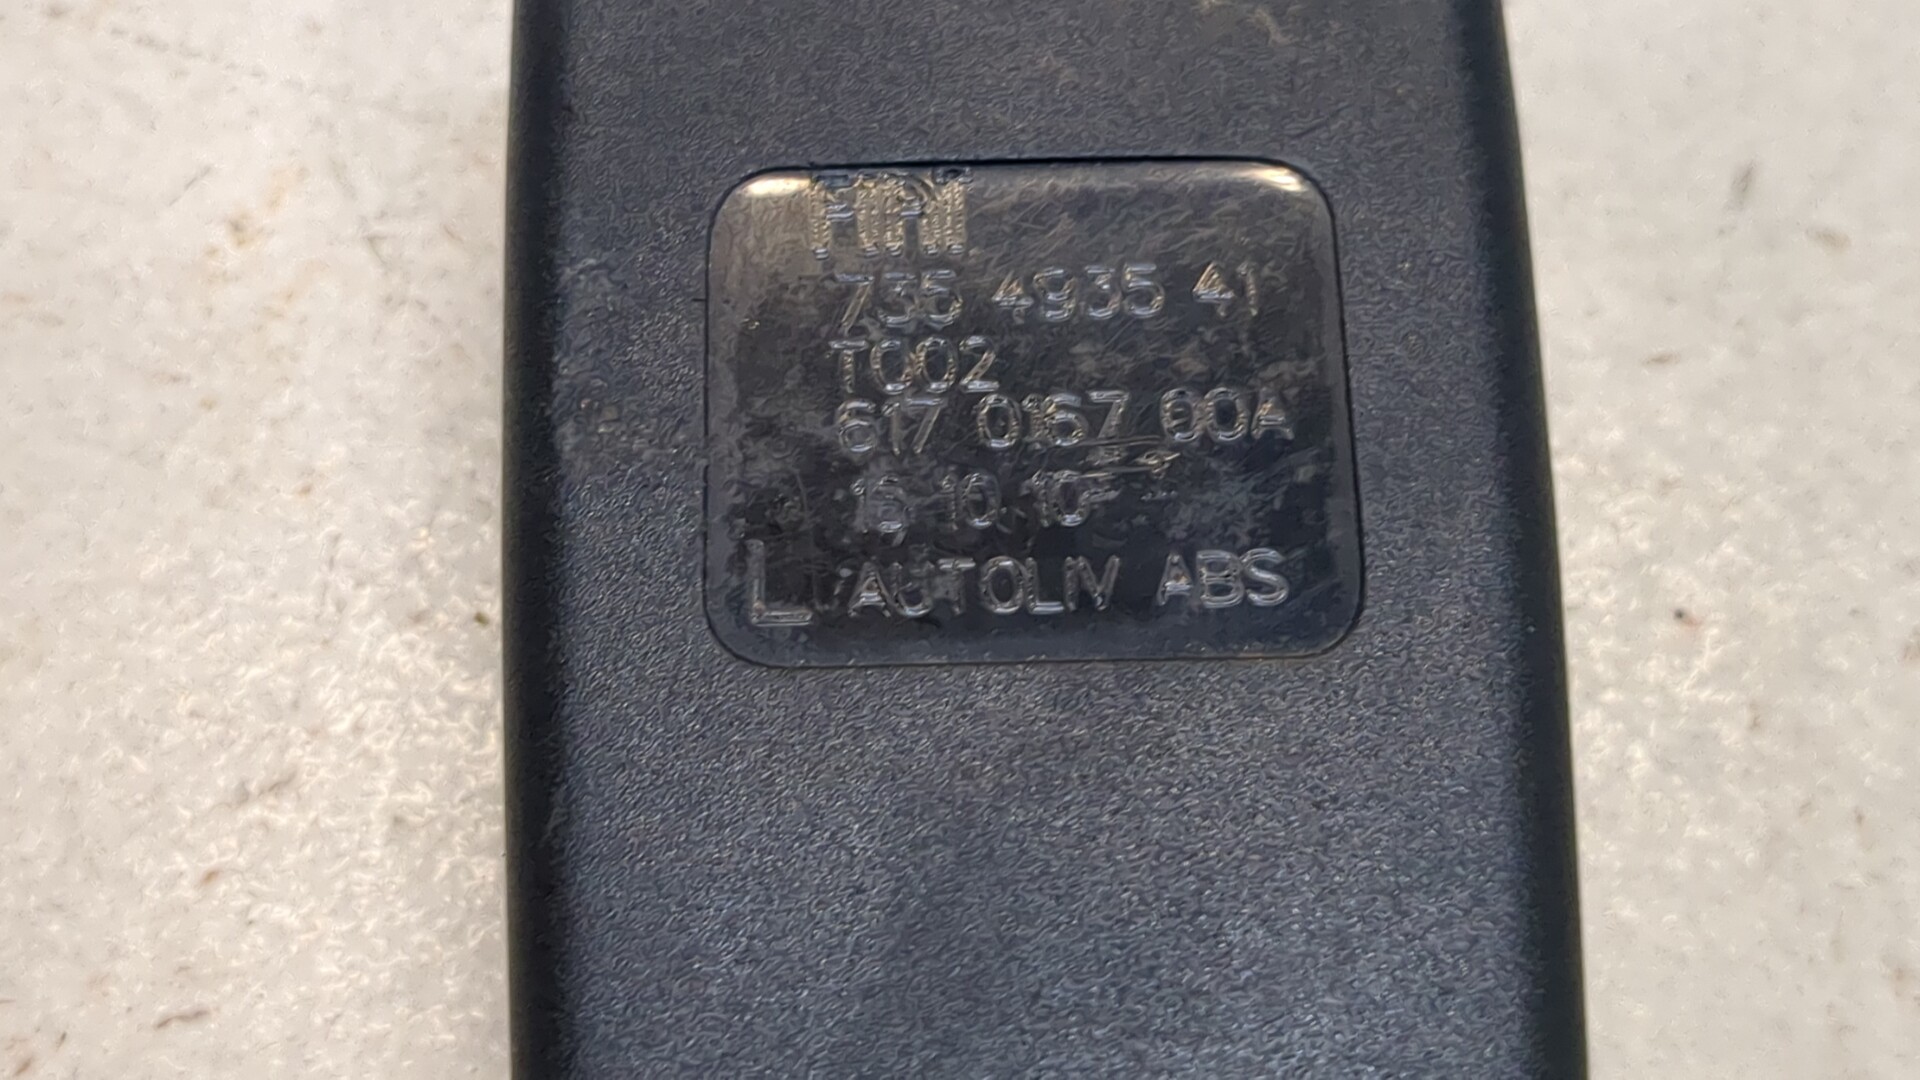 FIAT
735 4935 41
T002
617 0167 00A
15 10 10
L AUTOLIV ABS